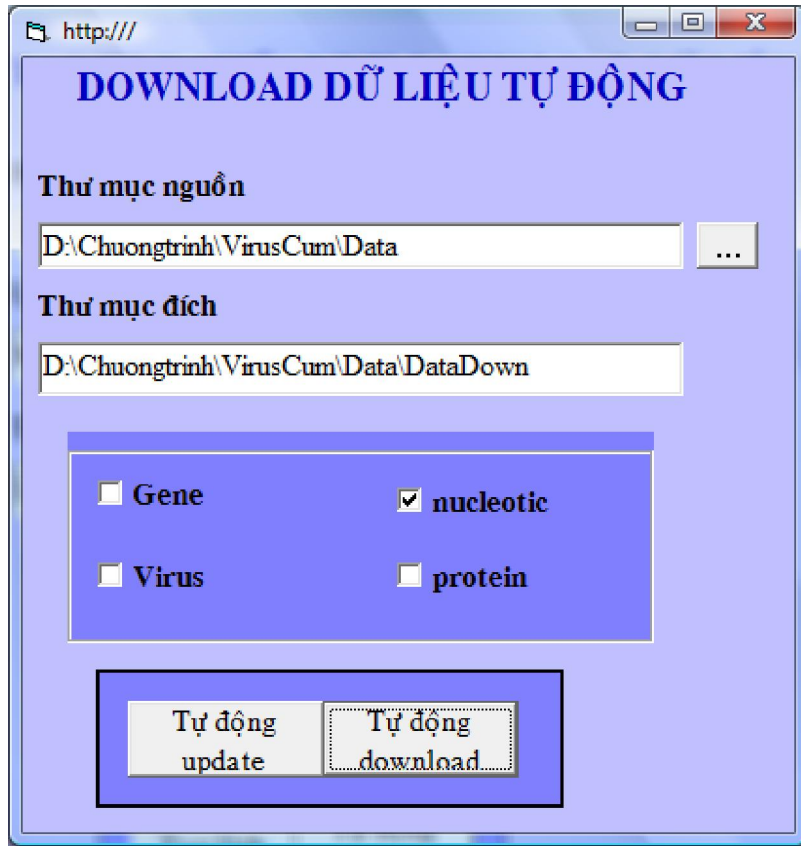 http:///
DOWNLOAD DỮ LIỆU TỰ ĐỘNG
Thư mục nguồn
D:\Chuongtrinh\VirusCum\Data
...
Thư mục đích
D:\Chuongtrinh\VirusCum\Data\DataDown
Gene
nucleotic
Virus
protein
Tự động
update
Tự động
download